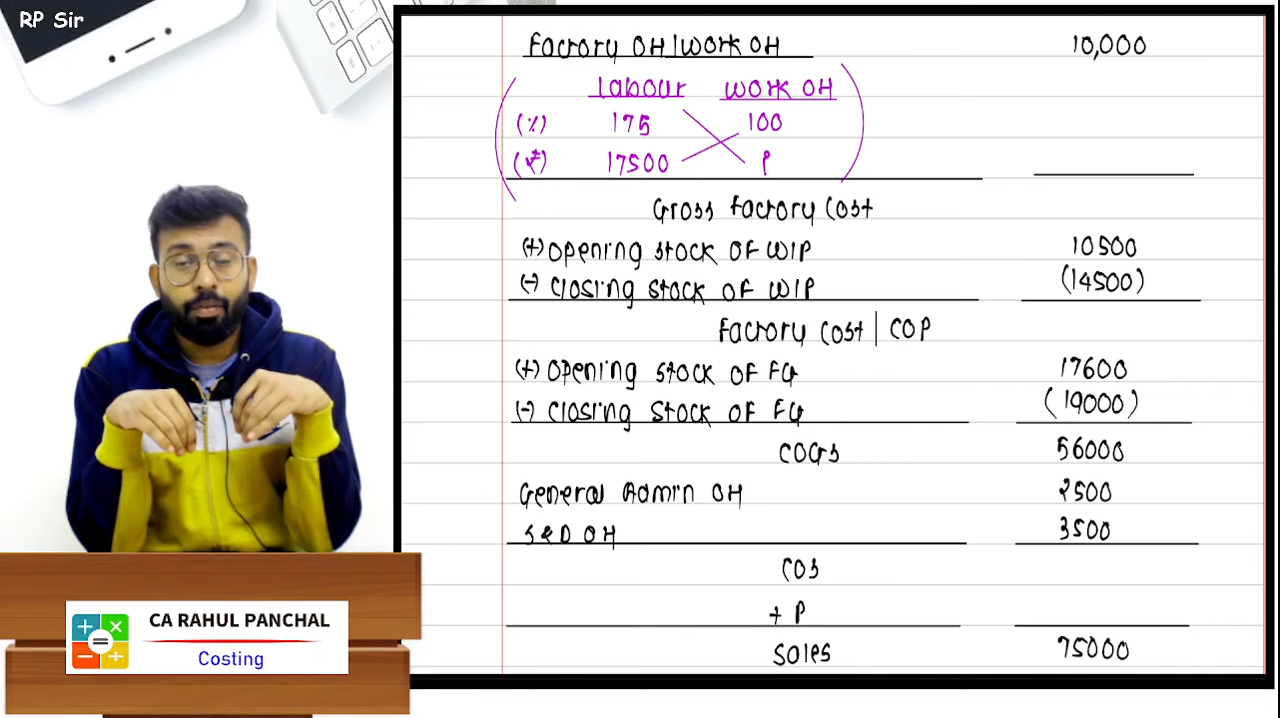 RP Sir
Factory OH|Work OH 10,000
Labour Work OH
(%) 175 100
(₹) 17500 ?
Gross Factory Cost
(+) Opening Stock OF WIP 10500
(-) Closing Stock OF WIP (14500)
Factory Cost | COP
(+) Opening Stock OF FG 17600
(-) Closing Stock OF FG (19000)
COGS 56000
General Admin OH 2500
S&D OH 3500
COS
+ P
Sales 75000
CA RAHUL PANCHAL
Costing